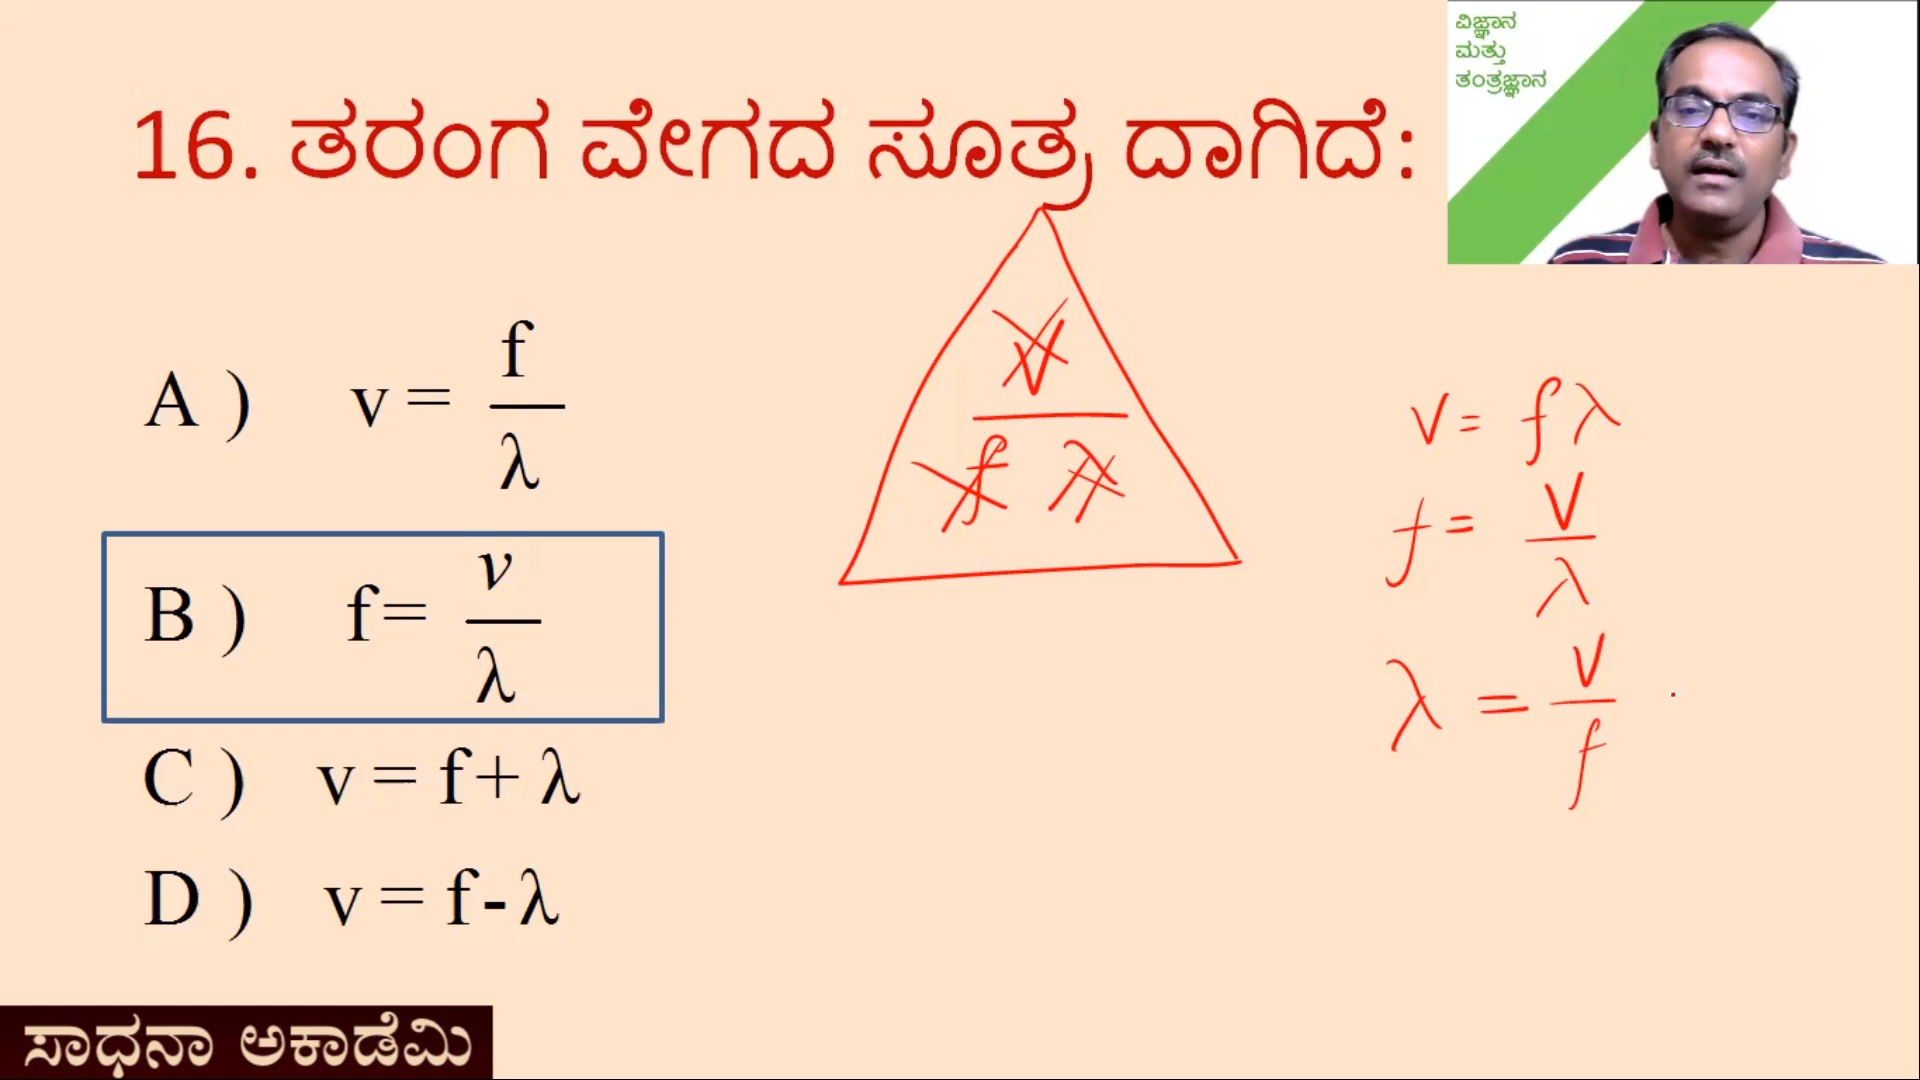 ವಿಜ್ಞಾನ
ಮತ್ತು
ತಂತ್ರಜ್ಞಾನ
16. ತರಂಗ ವೇಗದ ಸೂತ್ರ ದಾಗಿದೆ:
A ) v = f/λ
B ) f = v/λ
C ) v = f + λ
D ) v = f - λ
V
f λ
v = fλ
f = V/λ
λ = V/f
ಸಾಧನಾ ಅಕಾಡೆಮಿ